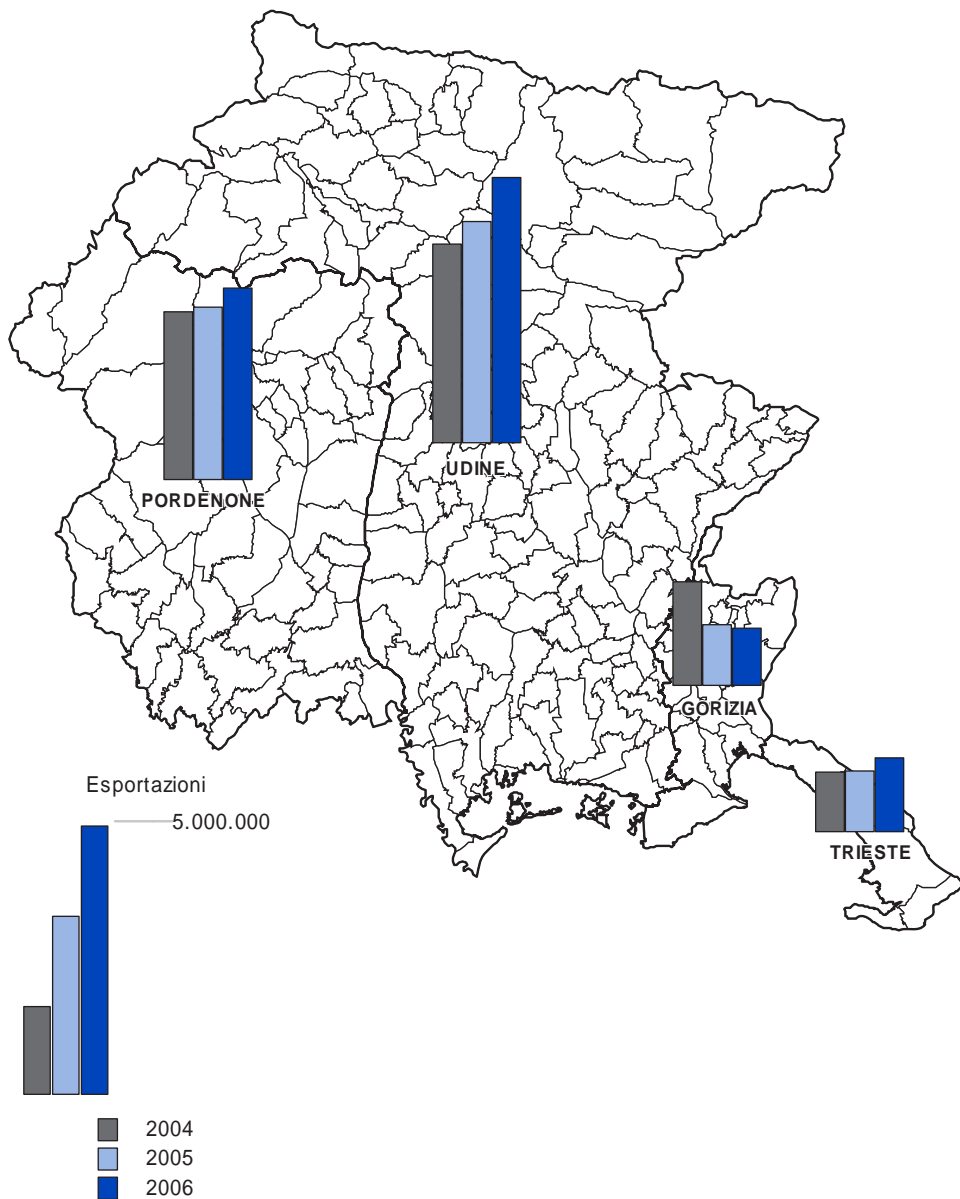 UDINE
PORDENONE
GORIZIA
Esportazioni
5.000.000
TRIESTE
2004
2005
2006